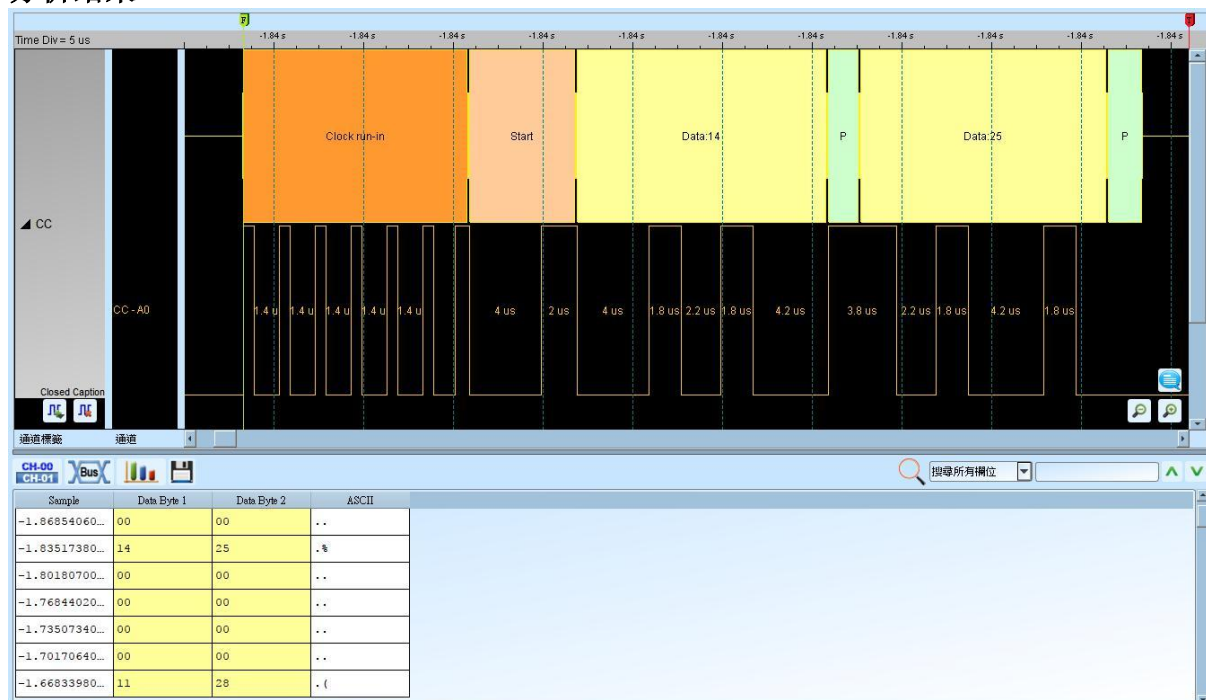 Time Div = 5 us
F
T
-1.84 s -1.84 s -1.84 s -1.84 s -1.84 s -1.84 s -1.84 s -1.84 s -1.84 s -1.84 s -1.84 s
Clock run-in Start Data:14 P Data:25 P
CC
CC - A0
1.4 u 1.4 u 1.4 u 1.4 u 1.4 u 4 us 2 us 4 us 1.8 us 2.2 us 1.8 us 4.2 us 3.8 us 2.2 us 1.8 us 4.2 us 1.8 us
Closed Caption
通道標籤 通道
CH-00
CH-01
Bus
搜尋所有欄位
Sample Data Byte 1 Data Byte 2 ASCII
-1.86854060... 00 00 ..
-1.83517380... 14 25 .%
-1.80180700... 00 00 ..
-1.76844020... 00 00 ..
-1.73507340... 00 00 ..
-1.70170640... 00 00 ..
-1.66833980... 11 28 .(